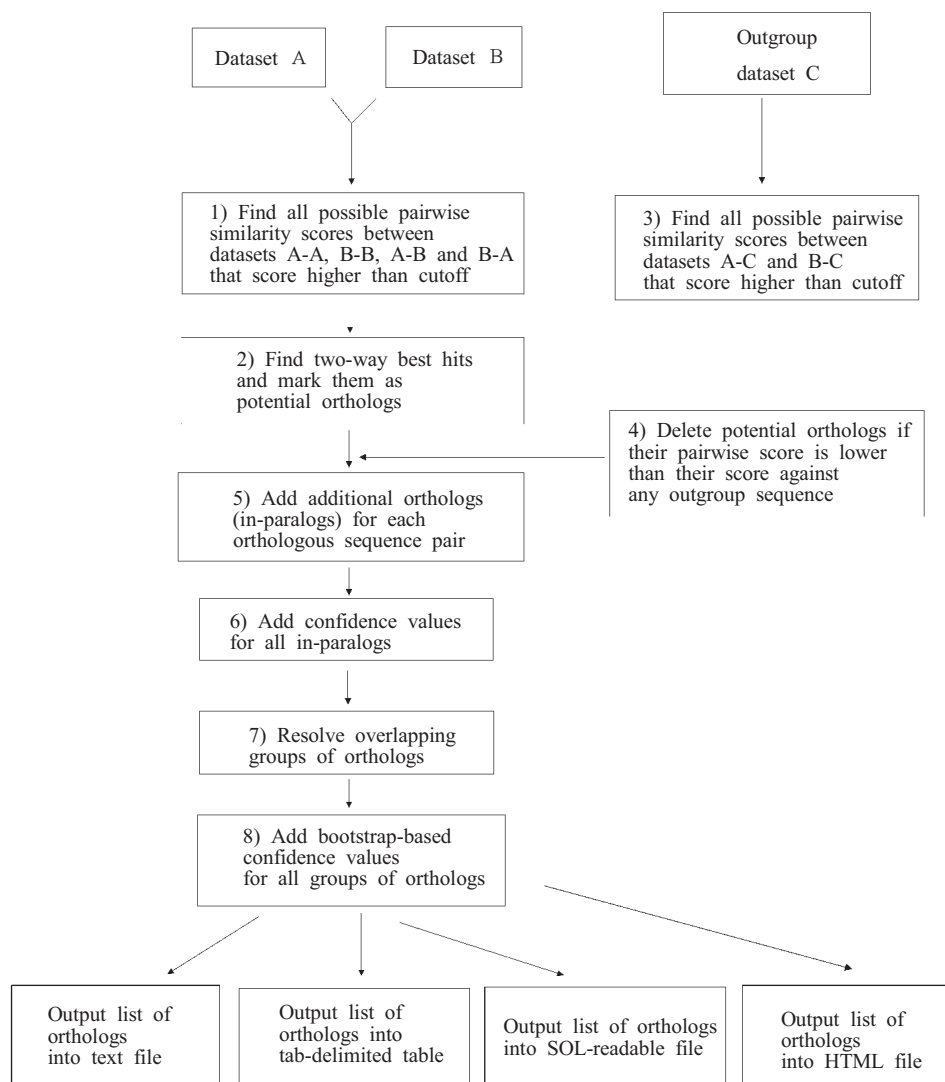 Dataset A
Dataset B
Outgroup
dataset C
1) Find all possible pairwise
similarity scores between
datasets A-A, B-B, A-B and B-A
that score higher than cutoff
3) Find all possible pairwise
similarity scores between
datasets A-C and B-C
that score higher than cutoff
2) Find two-way best hits
and mark them as
potential orthologs
4) Delete potential orthologs if
their pairwise score is lower
than their score against
any outgroup sequence
5) Add additional orthologs
(in-paralogs) for each
orthologous sequence pair
6) Add confidence values
for all in-paralogs
7) Resolve overlapping
groups of orthologs
8) Add bootstrap-based
confidence values
for all groups of orthologs
Output list of
orthologs
into text file
Output list of
orthologs into
tab-delimited table
Output list of orthologs
into SOL-readable file
Output list of
orthologs
into HTML file